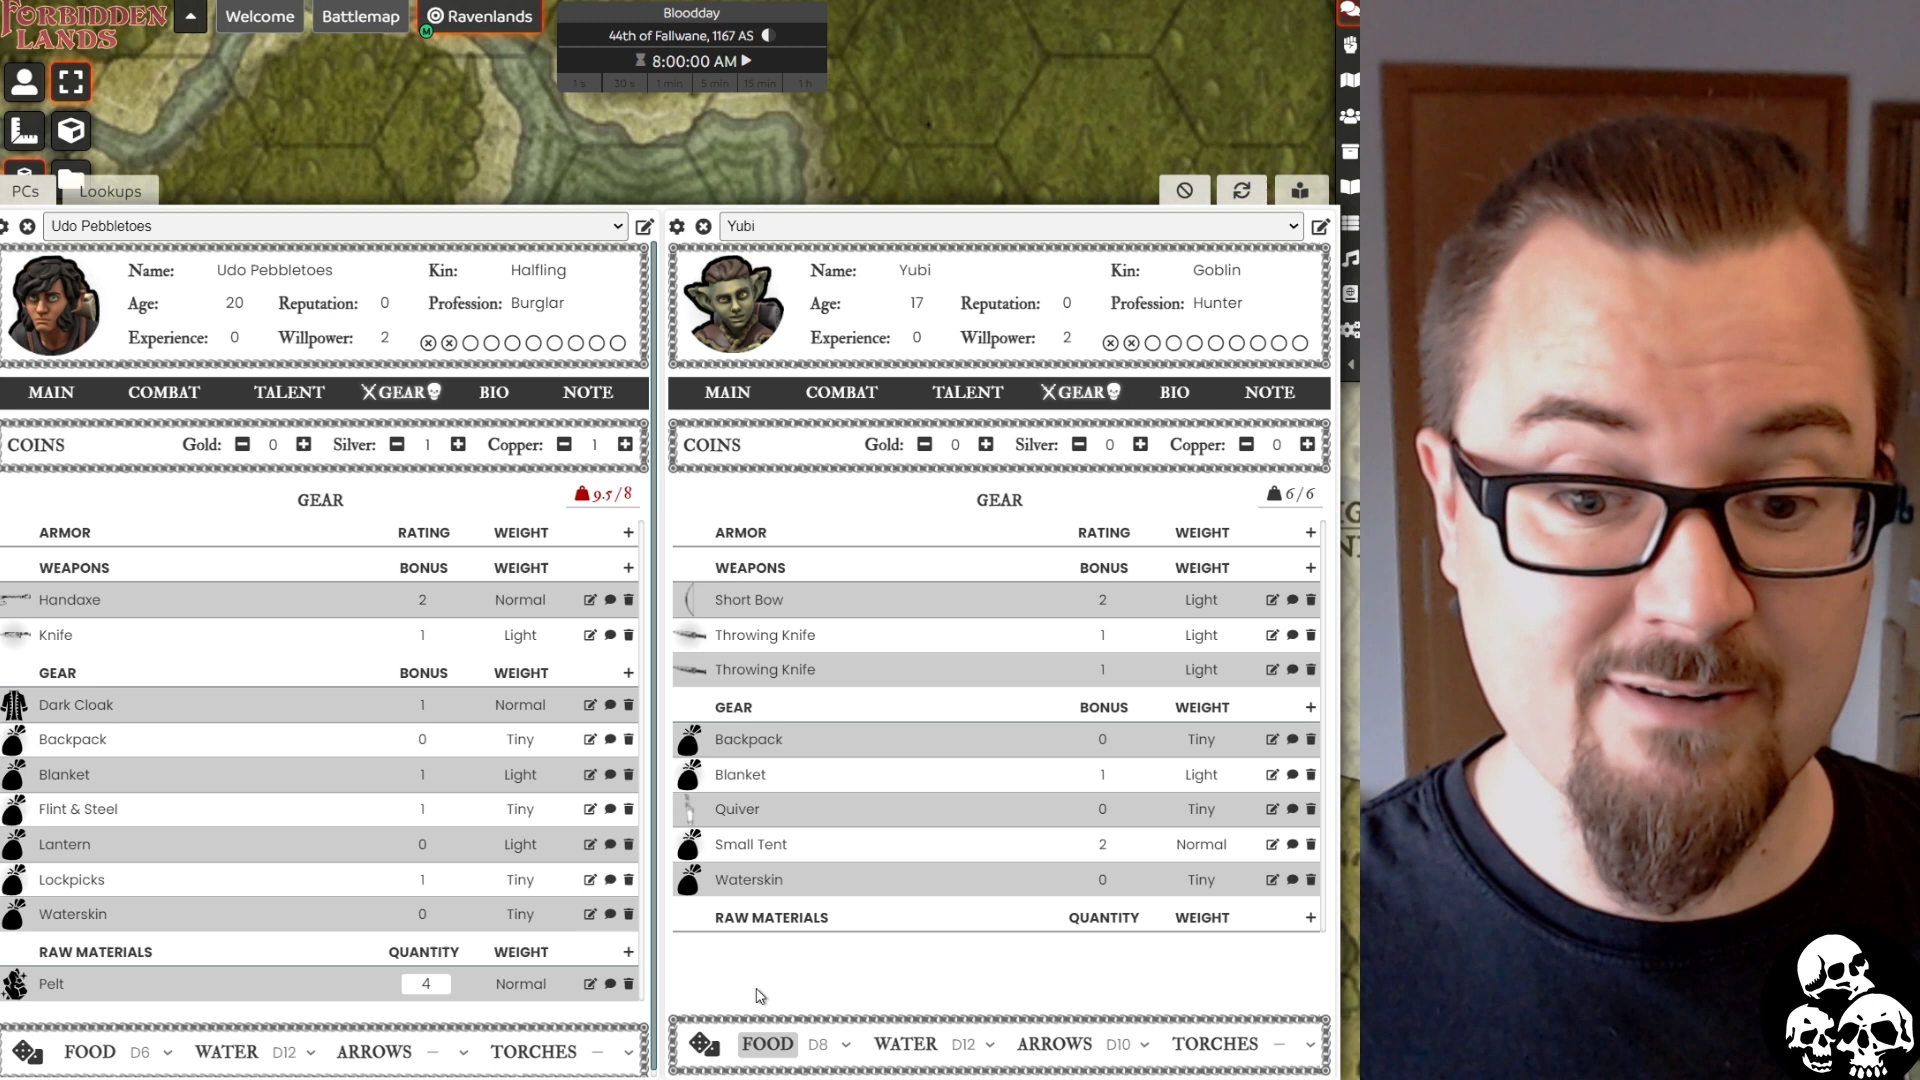 FORBIDDEN LANDS
Welcome
Battlemap
Ravenlands
M
Bloodday
44th of Fallwane, 1167 AS
8:00:00 AM
1 s 30 s 1 min 5 min 15 min 1 h
PCs Lookups
Udo Pebbletoes
Name: Udo Pebbletoes Kin: Halfling
Age: 20 Reputation: 0 Profession: Burglar
Experience: 0 Willpower: 2
MAIN COMBAT TALENT GEAR BIO NOTE
COINS Gold: 0 Silver: 1 Copper: 1
GEAR 9.5 / 8
ARMOR RATING WEIGHT +
WEAPONS BONUS WEIGHT +
Handaxe 2 Normal
Knife 1 Light
GEAR BONUS WEIGHT +
Dark Cloak 1 Normal
Backpack 0 Tiny
Blanket 1 Light
Flint & Steel 1 Tiny
Lantern 0 Light
Lockpicks 1 Tiny
Waterskin 0 Tiny
RAW MATERIALS QUANTITY WEIGHT +
Pelt 4 Normal
FOOD D6 WATER D12 ARROWS — TORCHES —
Yubi
Name: Yubi Kin: Goblin
Age: 17 Reputation: 0 Profession: Hunter
Experience: 0 Willpower: 2
MAIN COMBAT TALENT GEAR BIO NOTE
COINS Gold: 0 Silver: 0 Copper: 0
GEAR 6 / 6
ARMOR RATING WEIGHT +
WEAPONS BONUS WEIGHT +
Short Bow 2 Light
Throwing Knife 1 Light
Throwing Knife 1 Light
GEAR BONUS WEIGHT +
Backpack 0 Tiny
Blanket 1 Light
Quiver 0 Tiny
Small Tent 2 Normal
Waterskin 0 Tiny
RAW MATERIALS QUANTITY WEIGHT +
FOOD D8 WATER D12 ARROWS D10 TORCHES —